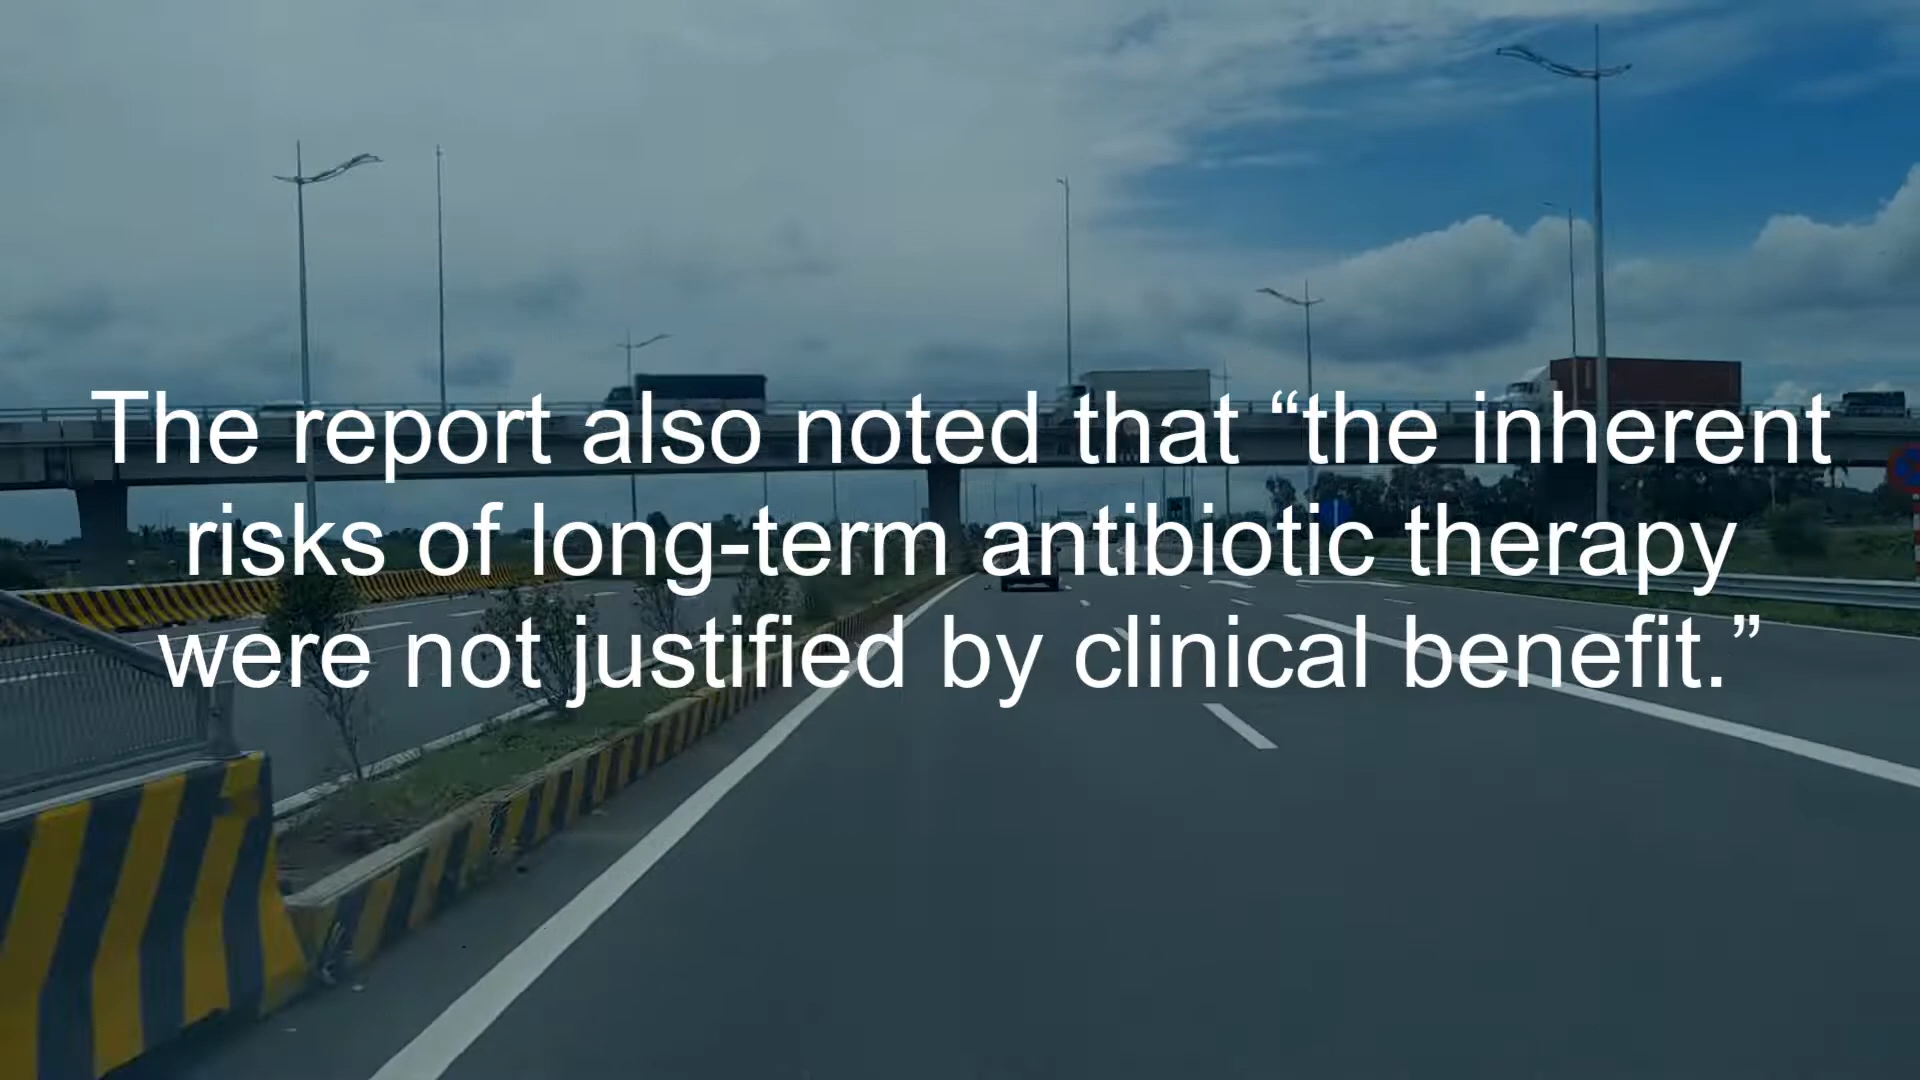 The report also noted that “the inherent
risks of long-term antibiotic therapy
were not justified by clinical benefit.”